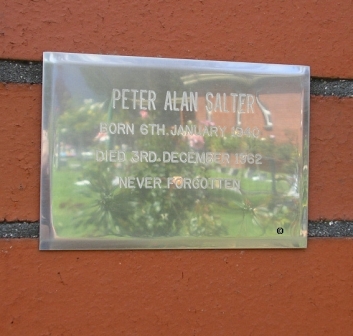 PETER ALAN SALTER
BORN 6TH. JANUARY
DIED 3RD. DECEMBER 1962
NEVER FORGOTTEN